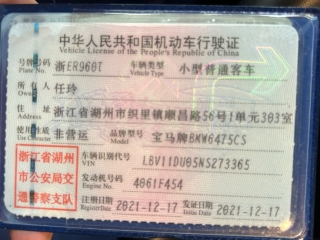 中华人民共和国机动车行驶证
Vehicle License of the People's Republic of China
号牌号码 Plate No. 浙ER960T 车辆类型 Vehicle Type 小型普通客车
所有人 任玲
住址 浙江省湖州市织里镇顺昌路56号1单元303室
使用性质 非营运 品牌型号 宝马牌BMW6475CS
浙江省湖州
市公安局交
通警察支队
车辆识别代号 VIN LBV11DU05NS273365
发动机号码 Engine No. 4061F454
注册日期 Register Date 2021-12-17 发证日期 Issue Date 2021-12-17